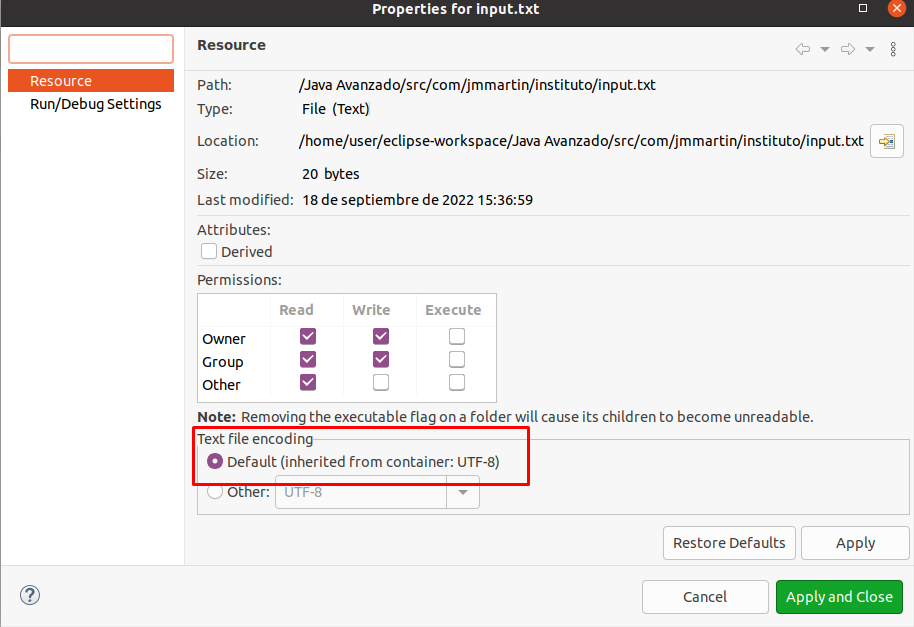 Properties for input.txt
Resource
Resource
Run/Debug Settings
Path: /Java Avanzado/src/com/jmmartin/instituto/input.txt
Type: File (Text)
Location: /home/user/eclipse-workspace/Java Avanzado/src/com/jmmartin/instituto/input.txt
Size: 20 bytes
Last modified: 18 de septiembre de 2022 15:36:59
Attributes:
Derived
Permissions:
Read Write Execute
Owner
Group
Other
Note: Removing the executable flag on a folder will cause its children to become unreadable.
Text file encoding
Default (inherited from container: UTF-8)
Other: UTF-8
Restore Defaults Apply
? Cancel Apply and Close